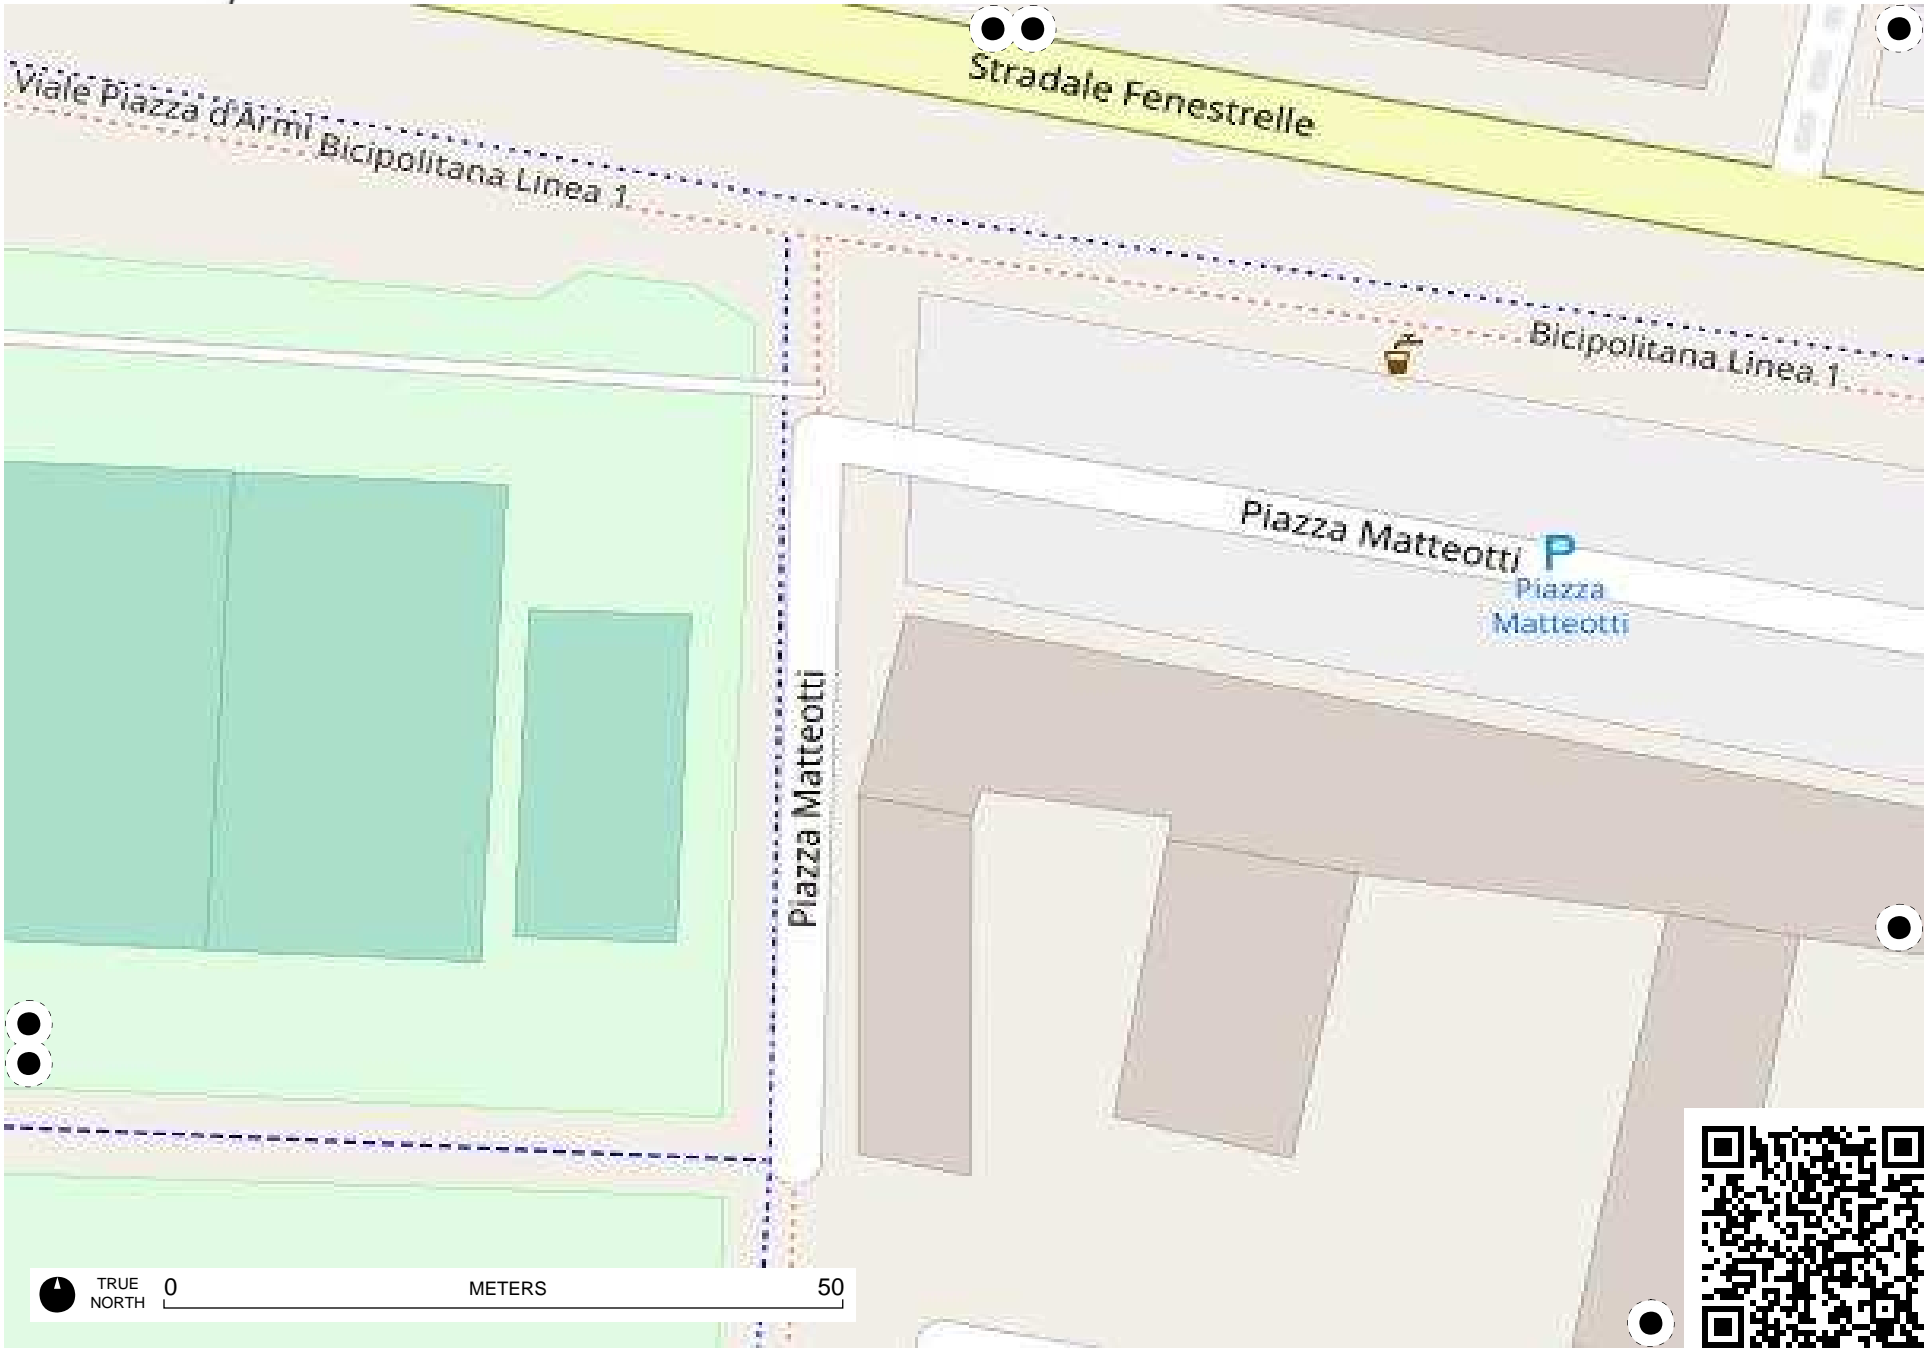 Stradale Fenestrelle
Viale Piazza d'Armi
Bicipolitana Linea 1
Bicipolitana Linea 1
Piazza Matteotti
P
Piazza
Matteotti
Piazza Matteotti
TRUE
NORTH
0
METERS
50